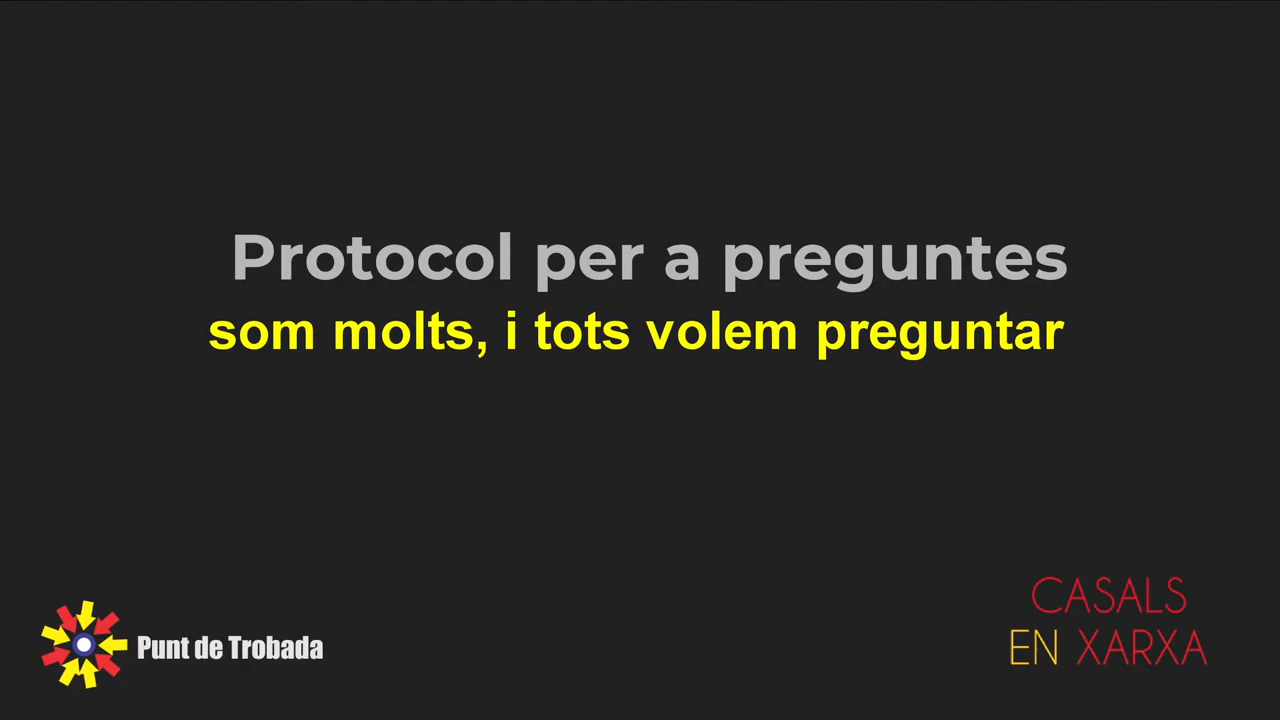 Protocol per a preguntes
som molts, i tots volem preguntar
Punt de Trobada
CASALS
EN XARXA